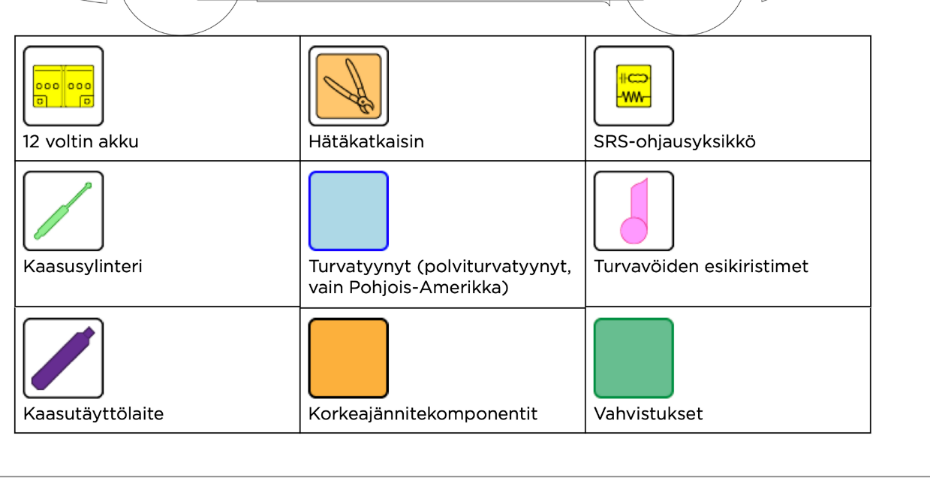 12 voltin akku
Hätäkatkaisin
SRS-ohjausyksikkö
Kaasusylinteri
Turvatyynyt (polviturvatyynyt,
vain Pohjois-Amerikka)
Turvavöiden esikiristimet
Kaasutäyttölaite
Korkeajännitekomponentit
Vahvistukset